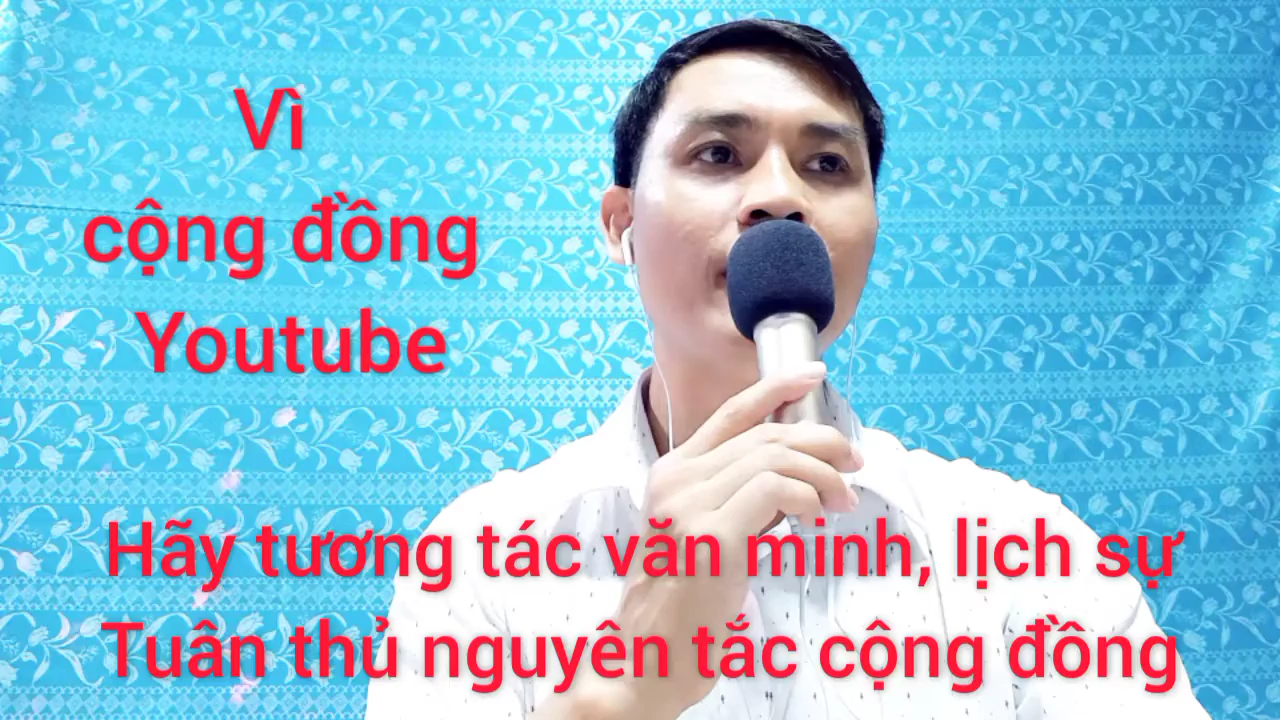 Vì
cộng đồng
Youtube
Hãy tương tác văn minh, lịch sự
Tuân thủ nguyên tắc cộng đồng